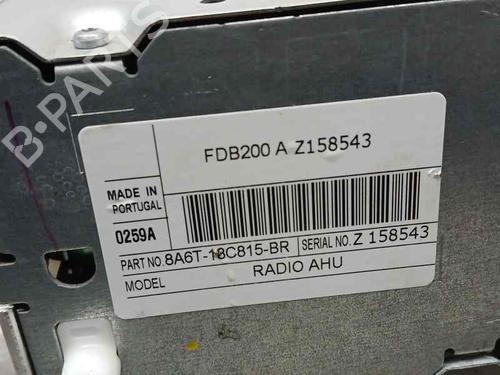 B-PARTS
FDB200 A Z158543
MADE IN
PORTUGAL
0259A
PART NO. 8A6T-18C815-BR SERIAL NO. Z 158543
MODEL RADIO AHU